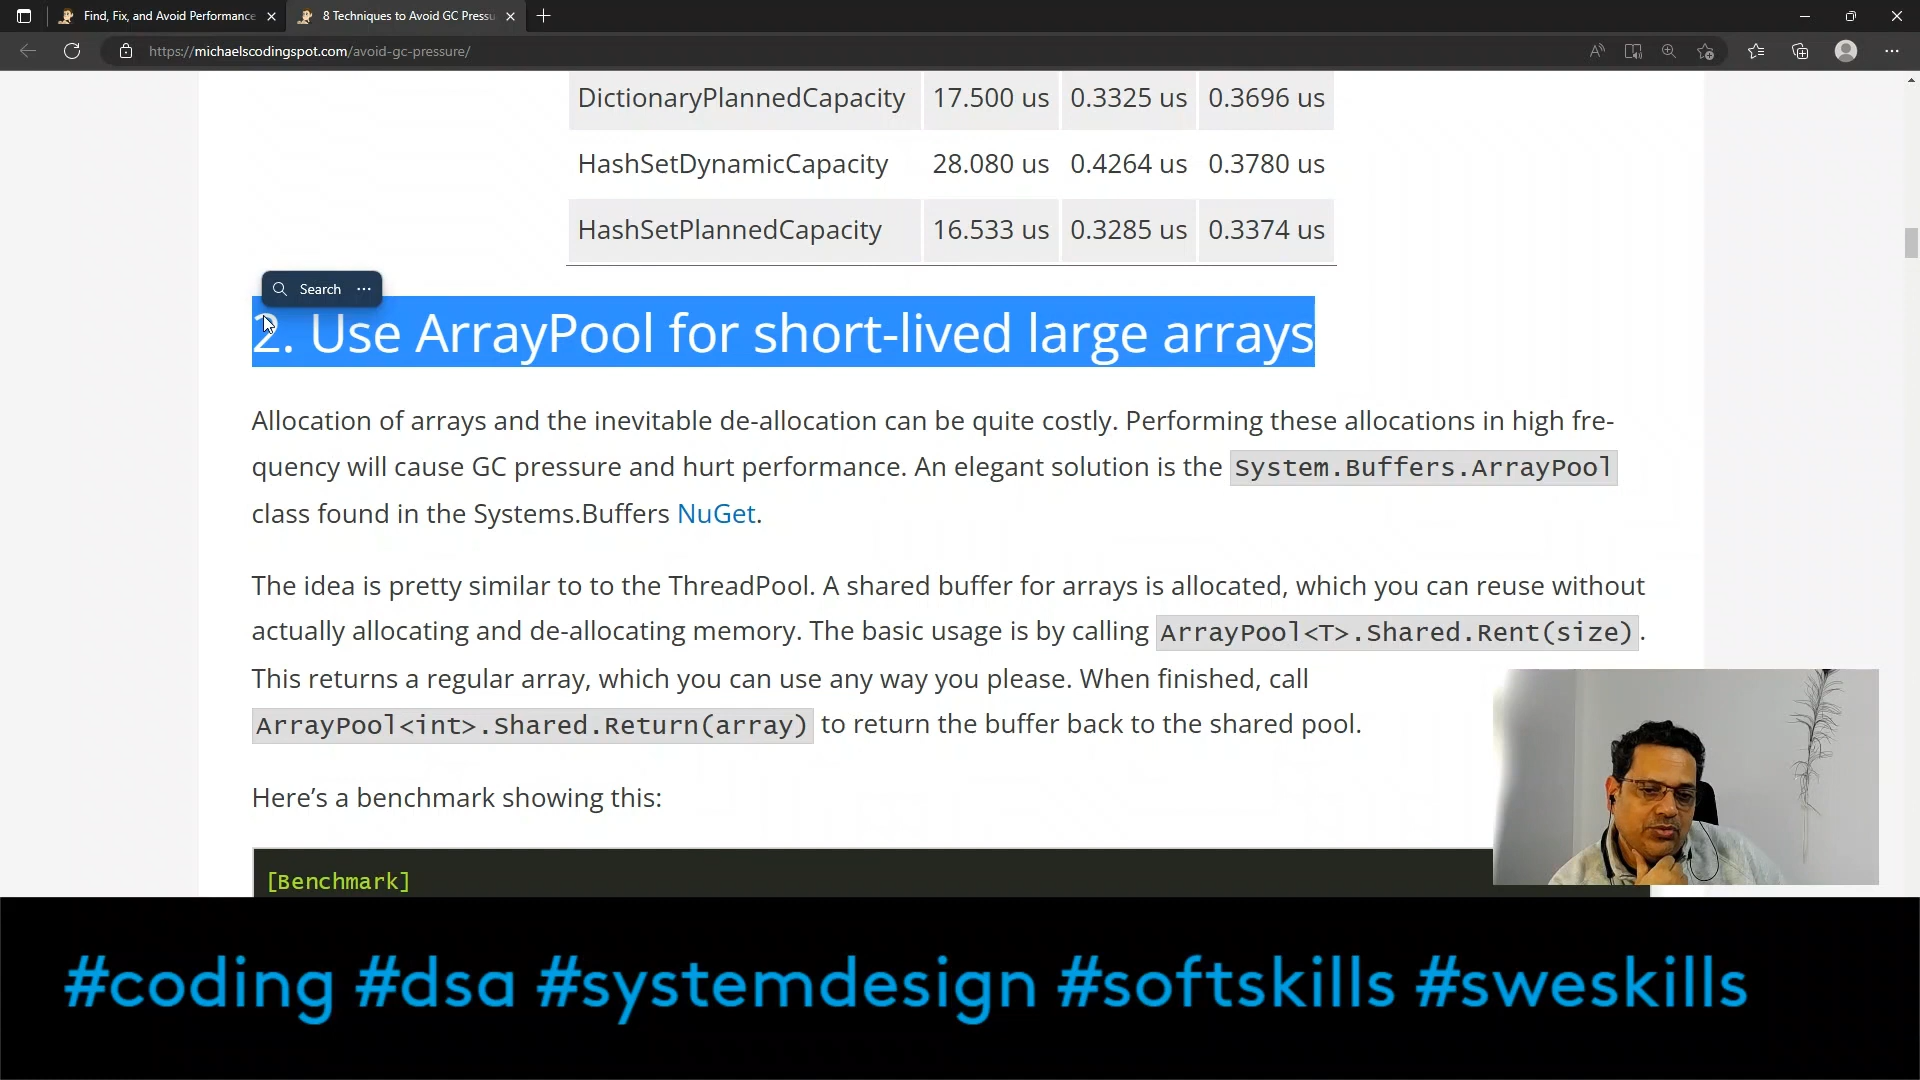 Find, Fix, and Avoid Performance
8 Techniques to Avoid GC Pressu
https://michaelscodingspot.com/avoid-gc-pressure/
DictionaryPlannedCapacity 17.500 us 0.3325 us 0.3696 us
HashSetDynamicCapacity 28.080 us 0.4264 us 0.3780 us
HashSetPlannedCapacity 16.533 us 0.3285 us 0.3374 us
Search ...
2. Use ArrayPool for short-lived large arrays
Allocation of arrays and the inevitable de-allocation can be quite costly. Performing these allocations in high fre-
quency will cause GC pressure and hurt performance. An elegant solution is the System.Buffers.ArrayPool
class found in the Systems.Buffers NuGet.
The idea is pretty similar to to the ThreadPool. A shared buffer for arrays is allocated, which you can reuse without
actually allocating and de-allocating memory. The basic usage is by calling ArrayPool<T>.Shared.Rent(size).
This returns a regular array, which you can use any way you please. When finished, call
ArrayPool<int>.Shared.Return(array) to return the buffer back to the shared pool.
Here’s a benchmark showing this:
[Benchmark]
#coding #dsa #systemdesign #softskills #sweskills